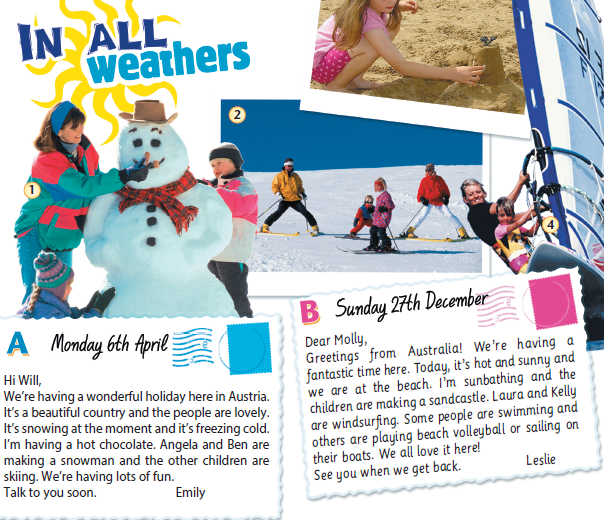 IN ALL
weathers
2
1
4
A
Monday 6th April
Hi Will,
We're having a wonderful holiday here in Austria.
It's a beautiful country and the people are lovely.
It's snowing at the moment and it's freezing cold.
I'm having a hot chocolate. Angela and Ben are
making a snowman and the other children are
skiing. We're having lots of fun.
Talk to you soon. Emily
B
Sunday 27th December
Dear Molly,
Greetings from Australia! We're having a
fantastic time here. Today, it's hot and sunny and
we are at the beach. I'm sunbathing and the
children are making a sandcastle. Laura and Kelly
are windsurfing. Some people are swimming and
others are playing beach volleyball or sailing on
their boats. We all love it here!
See you when we get back. Leslie